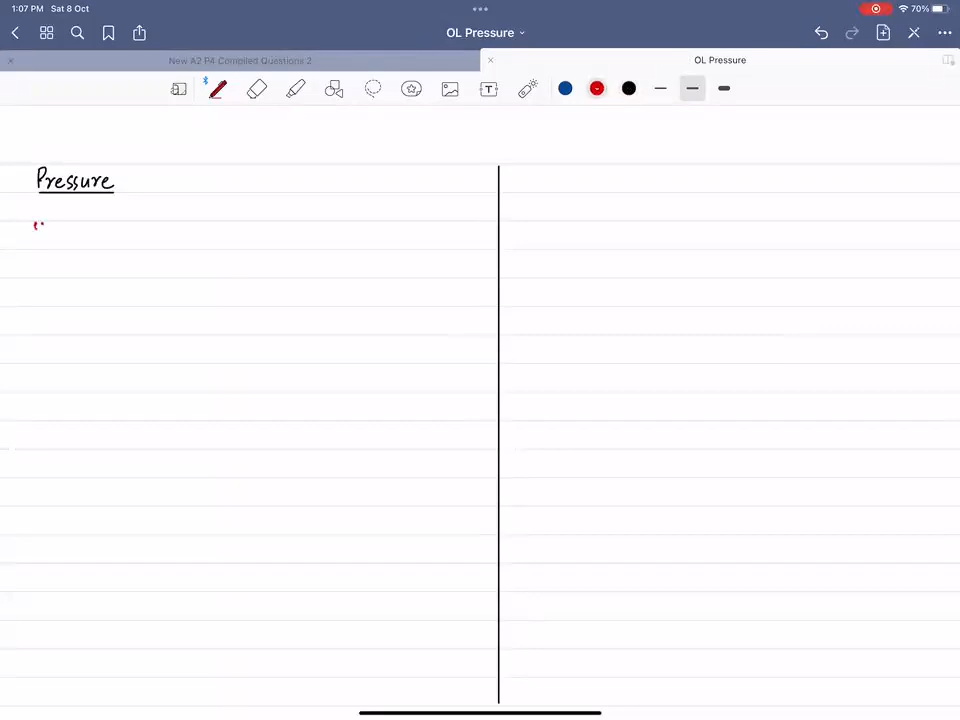 1:07 PM Sat 8 Oct
70%
OL Pressure
New A2 P4 Compiled Questions 2
OL Pressure
T
Pressure
"